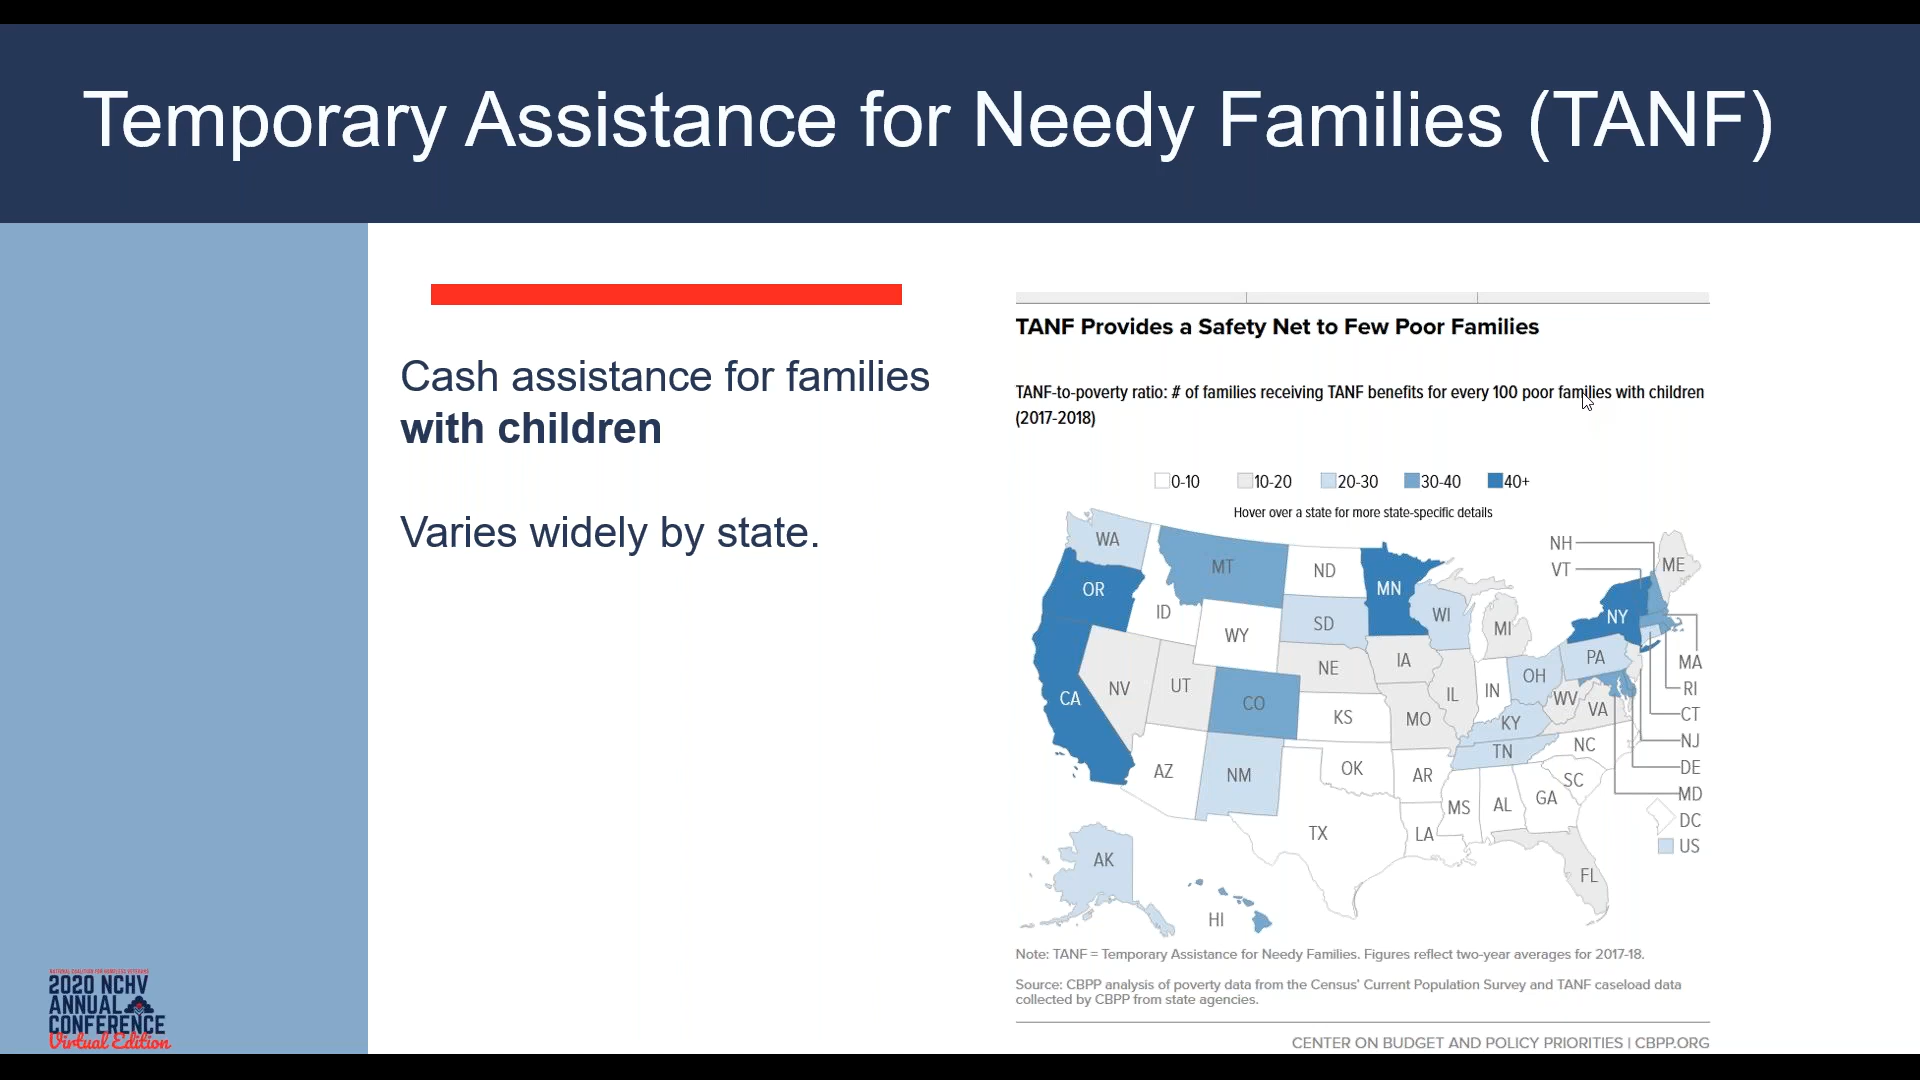 Temporary Assistance for Needy Families (TANF)
Cash assistance for families
with children
Varies widely by state.
TANF Provides a Safety Net to Few Poor Families
TANF-to-poverty ratio: # of families receiving TANF benefits for every 100 poor families with children
(2017-2018)
0-10 10-20 20-30 30-40 40+
Hover over a state for more state-specific details
WA
MT
ND
MN
NH
VT
ME
OR
ID
WY
SD
WI
MI
NY
NE
IA
PA
MA
NV
UT
CO
KS
MO
IL
IN
OH
WV
VA
RI
CA
KY
CT
AZ
NM
OK
AR
TN
NC
NJ
SC
DE
MS
AL
GA
MD
TX
LA
DC
US
AK
FL
HI
Note: TANF = Temporary Assistance for Needy Families. Figures reflect two-year averages for 2017-18.
Source: CBPP analysis of poverty data from the Census' Current Population Survey and TANF caseload data
collected by CBPP from state agencies.
CENTER ON BUDGET AND POLICY PRIORITIES | CBPP.ORG
NATIONAL COALITION FOR HOMELESS VETERANS
2020 NCHV
ANNUAL
CONFERENCE
Virtual Edition